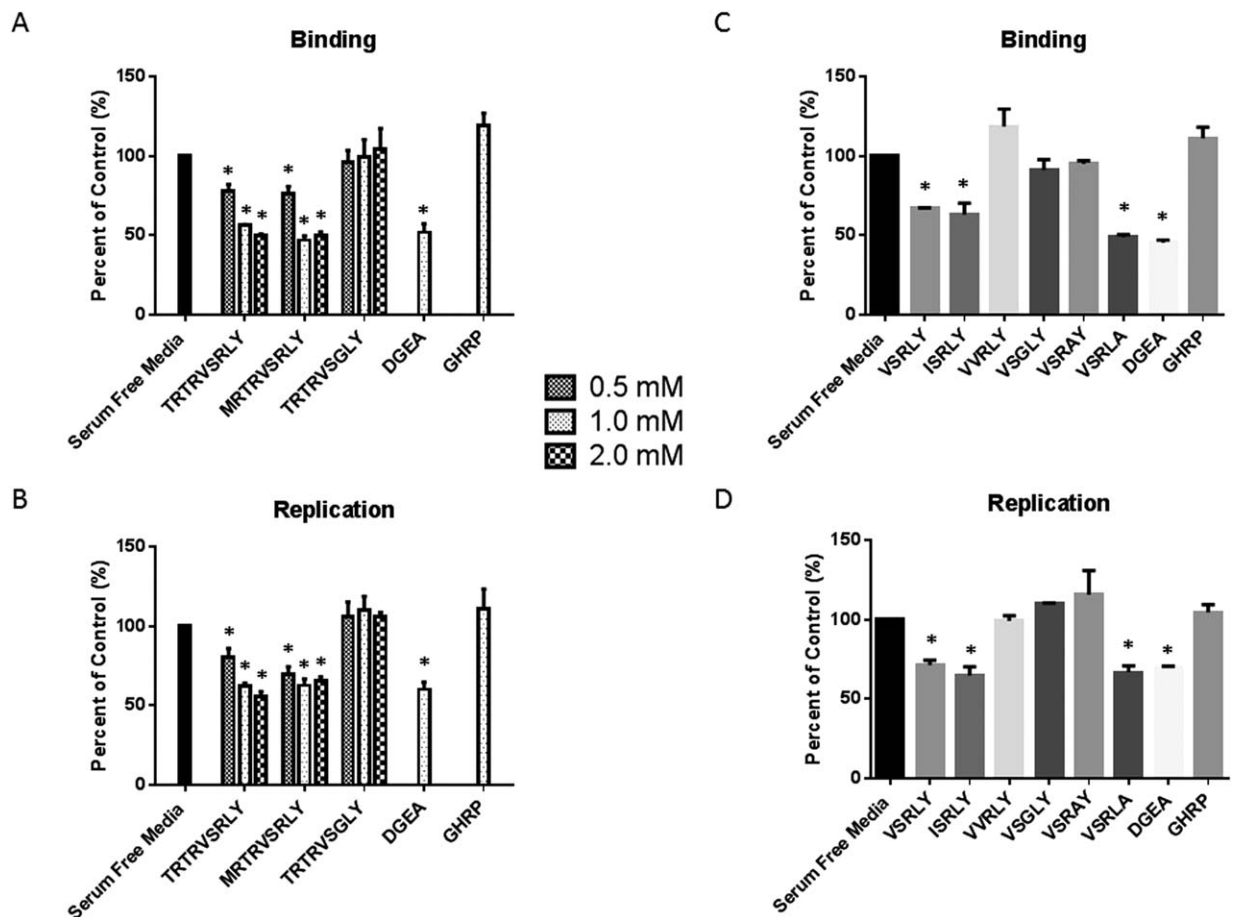 A
Binding
Percent of Control (%)
150
100
50
0
*
*
*
*
*
*
*
Serum Free Media
TRTRVSRLY
MRTRVSRLY
TRTRVSGLY
DGEA
GHRP
0.5 mM
1.0 mM
2.0 mM
B
Replication
Percent of Control (%)
150
100
50
0
*
*
*
*
*
*
*
Serum Free Media
TRTRVSRLY
MRTRVSRLY
TRTRVSGLY
DGEA
GHRP
C
Binding
Percent of Control (%)
150
100
50
0
*
*
*
*
Serum Free Media
VSRLY
ISRLY
VVRLY
VSGLY
VSRAY
VSRLA
DGEA
GHRP
D
Replication
Percent of Control (%)
150
100
50
0
*
*
*
*
Serum Free Media
VSRLY
ISRLY
VVRLY
VSGLY
VSRAY
VSRLA
DGEA
GHRP